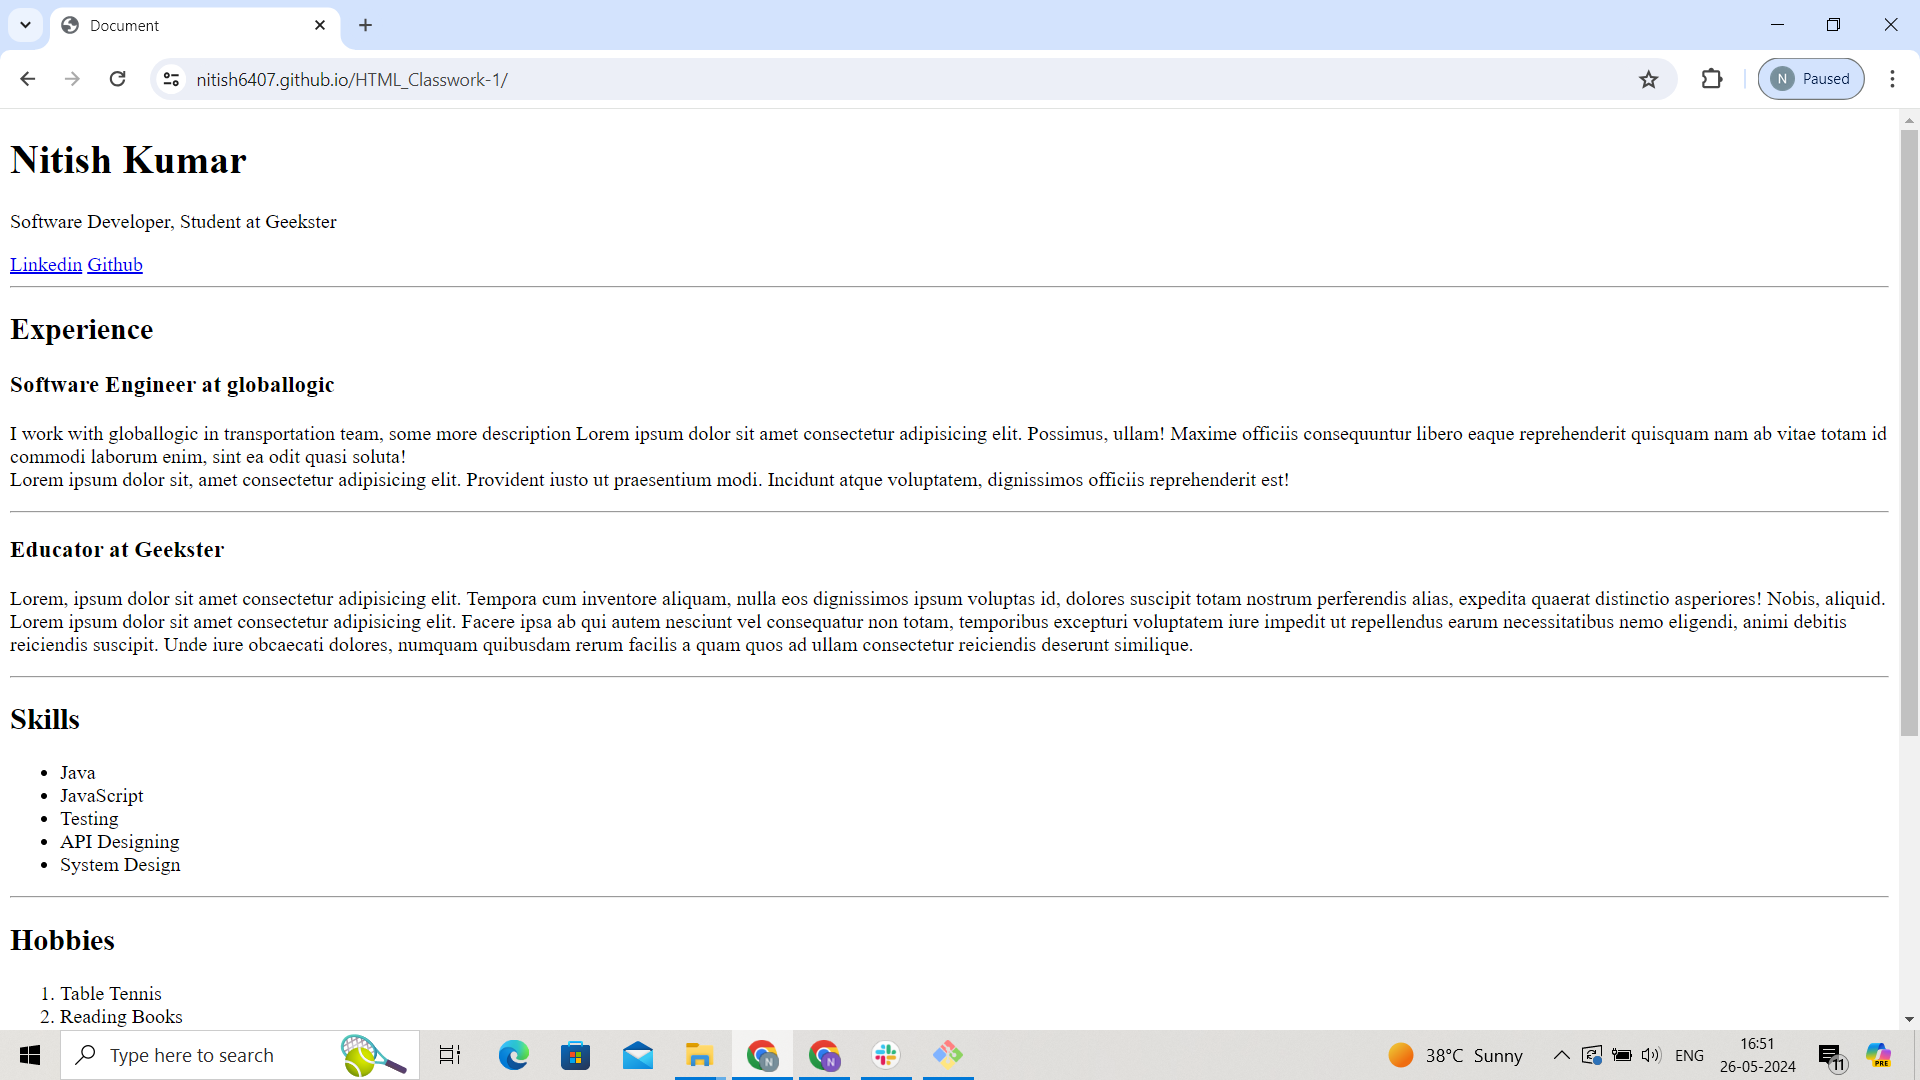 Document
nitish6407.github.io/HTML_Classwork-1/
N Paused
Nitish Kumar
Software Developer, Student at Geekster
Linkedin Github
Experience
Software Engineer at globallogic
I work with globallogic in transportation team, some more description Lorem ipsum dolor sit amet consectetur adipisicing elit. Possimus, ullam! Maxime officiis consequuntur libero eaque reprehenderit quisquam nam ab vitae totam id
commodi laborum enim, sint ea odit quasi soluta!
Lorem ipsum dolor sit, amet consectetur adipisicing elit. Provident iusto ut praesentium modi. Incidunt atque voluptatem, dignissimos officiis reprehenderit est!
Educator at Geekster
Lorem, ipsum dolor sit amet consectetur adipisicing elit. Tempora cum inventore aliquam, nulla eos dignissimos ipsum voluptas id, dolores suscipit totam nostrum perferendis alias, expedita quaerat distinctio asperiores! Nobis, aliquid.
Lorem ipsum dolor sit amet consectetur adipisicing elit. Facere ipsa ab qui autem nesciunt vel consequatur non totam, temporibus excepturi voluptatem iure impedit ut repellendus earum necessitatibus nemo eligendi, animi debitis
reiciendis suscipit. Unde iure obcaecati dolores, numquam quibusdam rerum facilis a quam quos ad ullam consectetur reiciendis deserunt similique.
Skills
• Java
• JavaScript
• Testing
• API Designing
• System Design
Hobbies
1. Table Tennis
2. Reading Books
Type here to search
N
N
38°C Sunny
ENG
16:51
26-05-2024
11
PRE